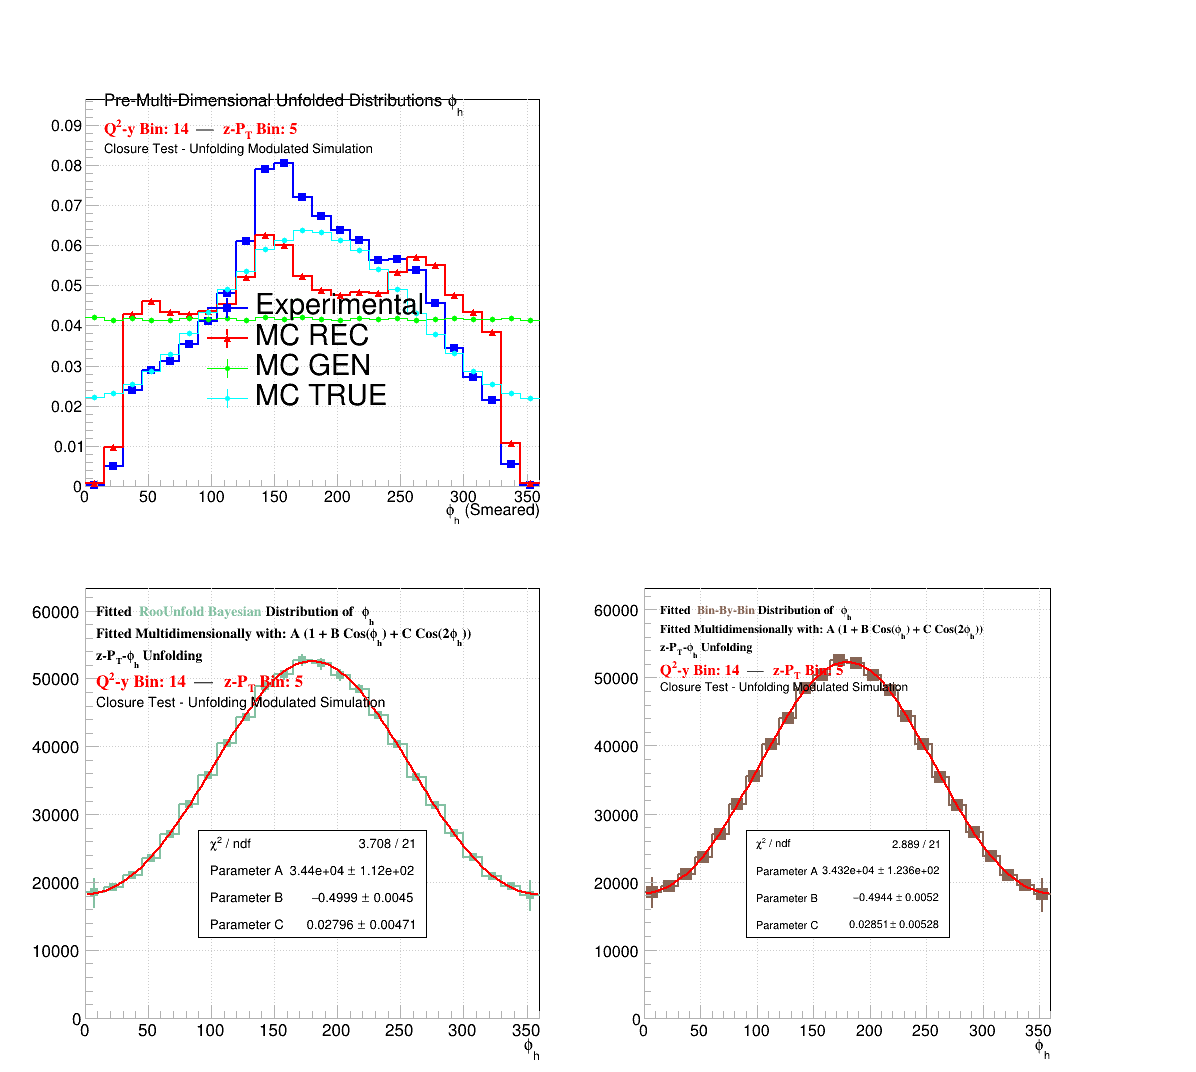 Pre-Multi-Dimensional Unfolded Distributions ϕh
Q2-y Bin: 14 — z-PT Bin: 5
Closure Test - Unfolding Modulated Simulation
0.09
0.08
0.07
0.06
0.05
0.04
0.03
0.02
0.01
0
Experimental
MC REC
MC GEN
MC TRUE
0 50 100 150 200 250 300 350
ϕh (Smeared)
Fitted RooUnfold Bayesian Distribution of ϕh
Fitted Multidimensionally with: A (1 + B Cos(ϕh) + C Cos(2ϕh))
z-PT-ϕh Unfolding
Q2-y Bin: 14 — z-PT Bin: 5
Closure Test - Unfolding Modulated Simulation
60000
50000
40000
30000
20000
10000
0
χ2 / ndf 3.708 / 21
Parameter A 3.44e+04 ± 1.12e+02
Parameter B −0.4999 ± 0.0045
Parameter C 0.02796 ± 0.00471
0 50 100 150 200 250 300 350
ϕh
Fitted Bin-By-Bin Distribution of ϕh
Fitted Multidimensionally with: A (1 + B Cos(ϕh) + C Cos(2ϕh))
z-PT-ϕh Unfolding
Q2-y Bin: 14 — z-PT Bin: 5
Closure Test - Unfolding Modulated Simulation
60000
50000
40000
30000
20000
10000
0
χ2 / ndf 2.889 / 21
Parameter A 3.432e+04 ± 1.236e+02
Parameter B −0.4944 ± 0.0052
Parameter C 0.02851 ± 0.00528
0 50 100 150 200 250 300 350
ϕh